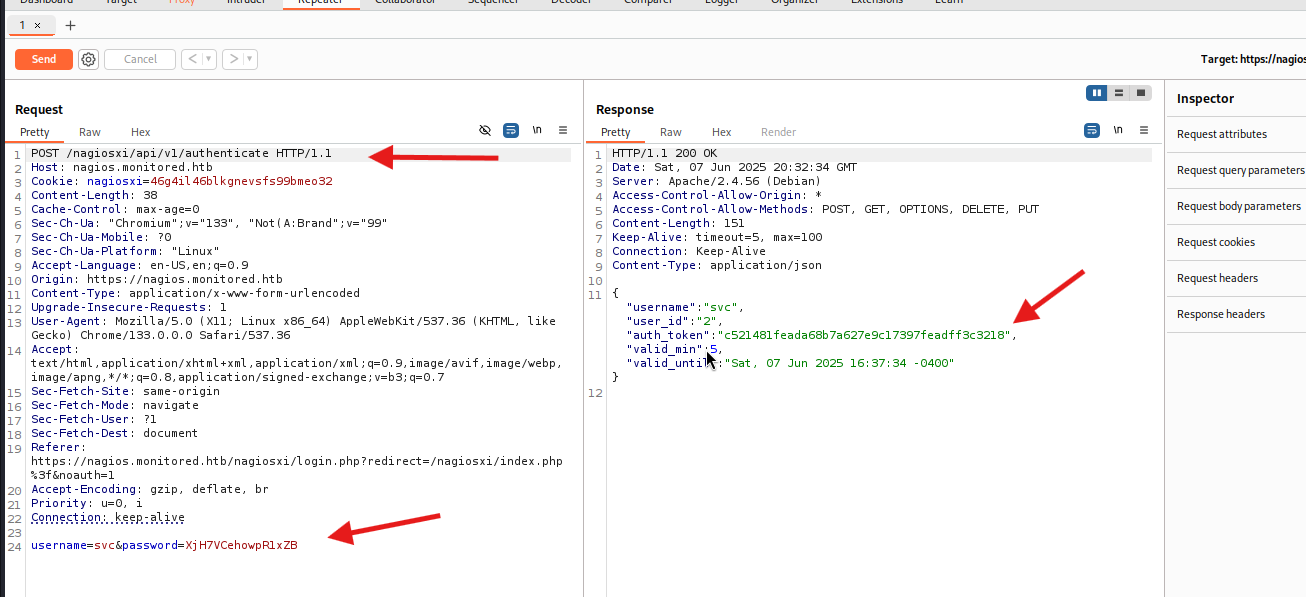 Dashboard Target Proxy Intruder Repeater Collaborator Sequencer Decoder Comparer Logger Organizer Extensions Learn
1 × +
Send Cancel < >
Target: https://nagios
Request
Pretty Raw Hex \n
1 POST /nagiosxi/api/v1/authenticate HTTP/1.1
2 Host: nagios.monitored.htb
3 Cookie: nagiosxi=46g4il46blkgnevsfs99bmeo32
4 Content-Length: 38
5 Cache-Control: max-age=0
6 Sec-Ch-Ua: "Chromium";v="133", "Not(A:Brand";v="99"
7 Sec-Ch-Ua-Mobile: ?0
8 Sec-Ch-Ua-Platform: "Linux"
9 Accept-Language: en-US,en;q=0.9
10 Origin: https://nagios.monitored.htb
11 Content-Type: application/x-www-form-urlencoded
12 Upgrade-Insecure-Requests: 1
13 User-Agent: Mozilla/5.0 (X11; Linux x86_64) AppleWebKit/537.36 (KHTML, like
Gecko) Chrome/133.0.0.0 Safari/537.36
14 Accept:
text/html,application/xhtml+xml,application/xml;q=0.9,image/avif,image/webp,
image/apng,*/*;q=0.8,application/signed-exchange;v=b3;q=0.7
15 Sec-Fetch-Site: same-origin
16 Sec-Fetch-Mode: navigate
17 Sec-Fetch-User: ?1
18 Sec-Fetch-Dest: document
19 Referer:
https://nagios.monitored.htb/nagiosxi/login.php?redirect=/nagiosxi/index.php
%3f&noauth=1
20 Accept-Encoding: gzip, deflate, br
21 Priority: u=0, i
22 Connection: keep-alive
23
24 username=svc&password=XjH7VCehowpR1xZB
Response
Pretty Raw Hex Render \n
1 HTTP/1.1 200 OK
2 Date: Sat, 07 Jun 2025 20:32:34 GMT
3 Server: Apache/2.4.56 (Debian)
4 Access-Control-Allow-Origin: *
5 Access-Control-Allow-Methods: POST, GET, OPTIONS, DELETE, PUT
6 Content-Length: 151
7 Keep-Alive: timeout=5, max=100
8 Connection: Keep-Alive
9 Content-Type: application/json
10
11 {
"username":"svc",
"user_id":"2",
"auth_token":"c521481feada68b7a627e9c17397feadff3c3218",
"valid_min":5,
"valid_until":"Sat, 07 Jun 2025 16:37:34 -0400"
}
12
Inspector
Request attributes
Request query parameters
Request body parameters
Request cookies
Request headers
Response headers